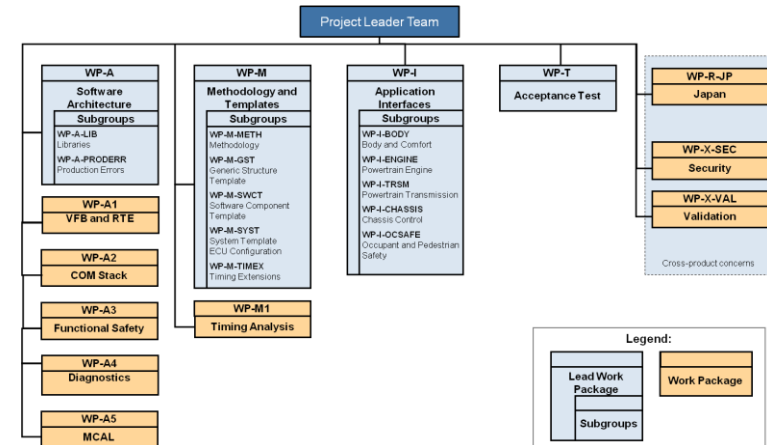 Project Leader Team
WP-A
Software
Architecture
Subgroups
WP-A-LIB
Libraries
WP-A-PRODERR
Production Errors
WP-A1
VFB and RTE
WP-A2
COM Stack
WP-A3
Functional Safety
WP-A4
Diagnostics
WP-A5
MCAL
WP-M
Methodology and
Templates
Subgroups
WP-M-METH
Methodology
WP-M-GST
Generic Structure
Template
WP-M-SWCT
Software Component
Template
WP-M-SYST
System Template
ECU Configuration
WP-M-TIMEX
Timing Extensions
WP-M1
Timing Analysis
WP-I
Application
Interfaces
Subgroups
WP-I-BODY
Body and Comfort
WP-I-ENGINE
Powertrain Engine
WP-I-TRSM
Powertrain Transmission
WP-I-CHASSIS
Chassis Control
WP-I-OCSAFE
Occupant and Pedestrian
Safety
WP-T
Acceptance Test
WP-R-JP
Japan
WP-X-SEC
Security
WP-X-VAL
Validation
Cross-product concerns
Legend:
Lead Work
Package
Subgroups
Work Package